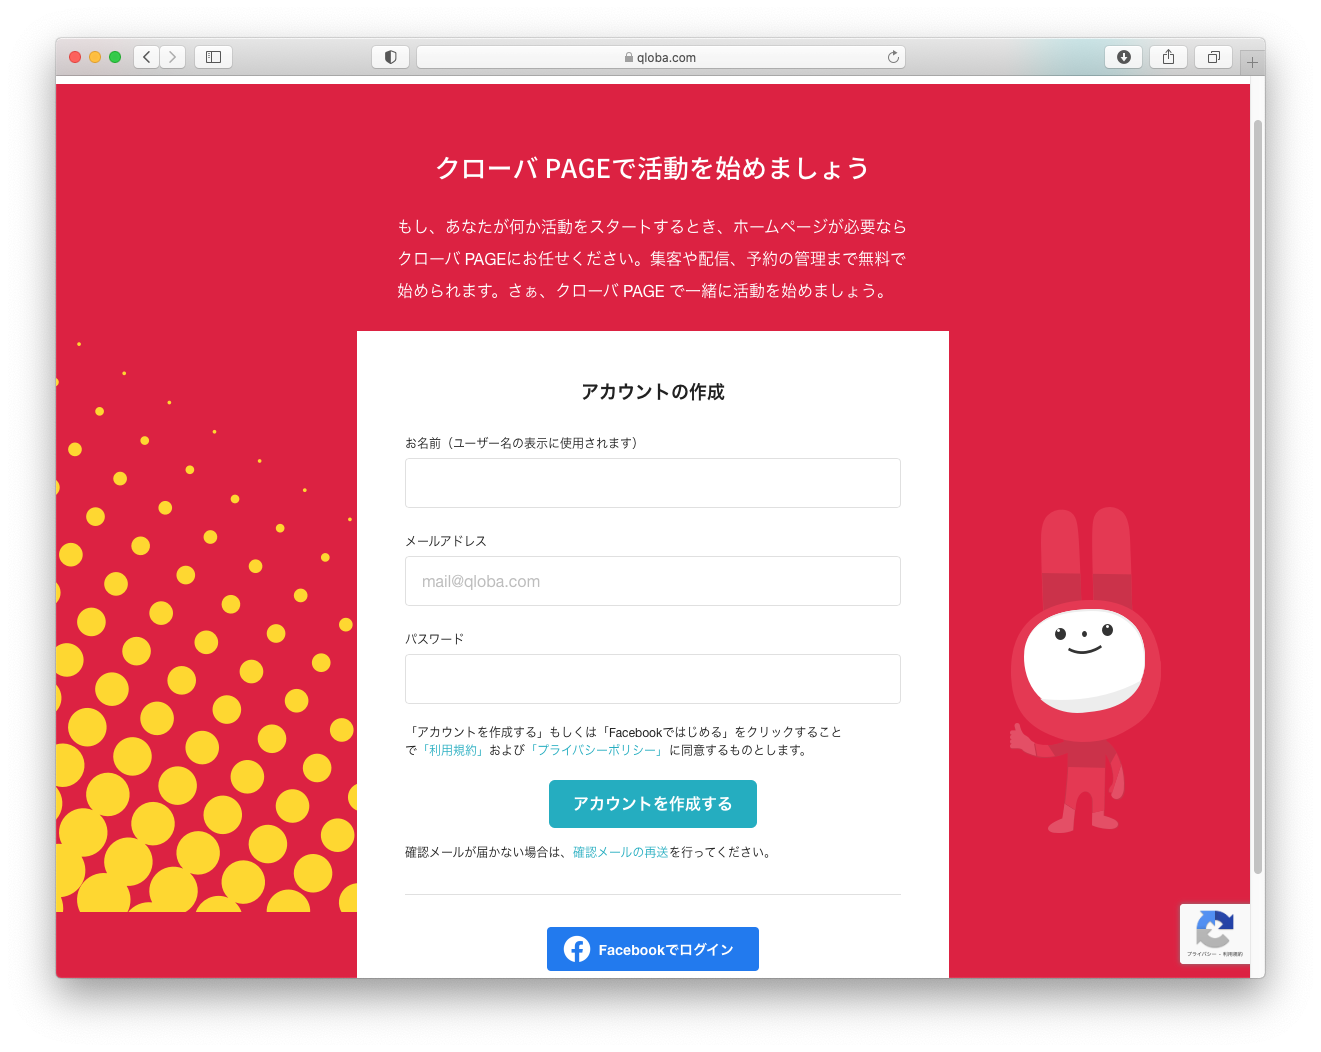 qloba.com
クローバ PAGEで活動を始めましょう
もし、あなたが何か活動をスタートするとき、ホームページが必要なら
クローバ PAGEにお任せください。集客や配信、予約の管理まで無料で
始められます。さぁ、クローバ PAGE で一緒に活動を始めましょう。
アカウントの作成
お名前（ユーザー名の表示に使用されます）
メールアドレス
mail@qloba.com
パスワード
「アカウントを作成する」もしくは「Facebookではじめる」をクリックすること
で「利用規約」および「プライバシーポリシー」 に同意するものとします。
アカウントを作成する
確認メールが届かない場合は、確認メールの再送を行ってください。
Facebookでログイン
プライバシー - 利用規約